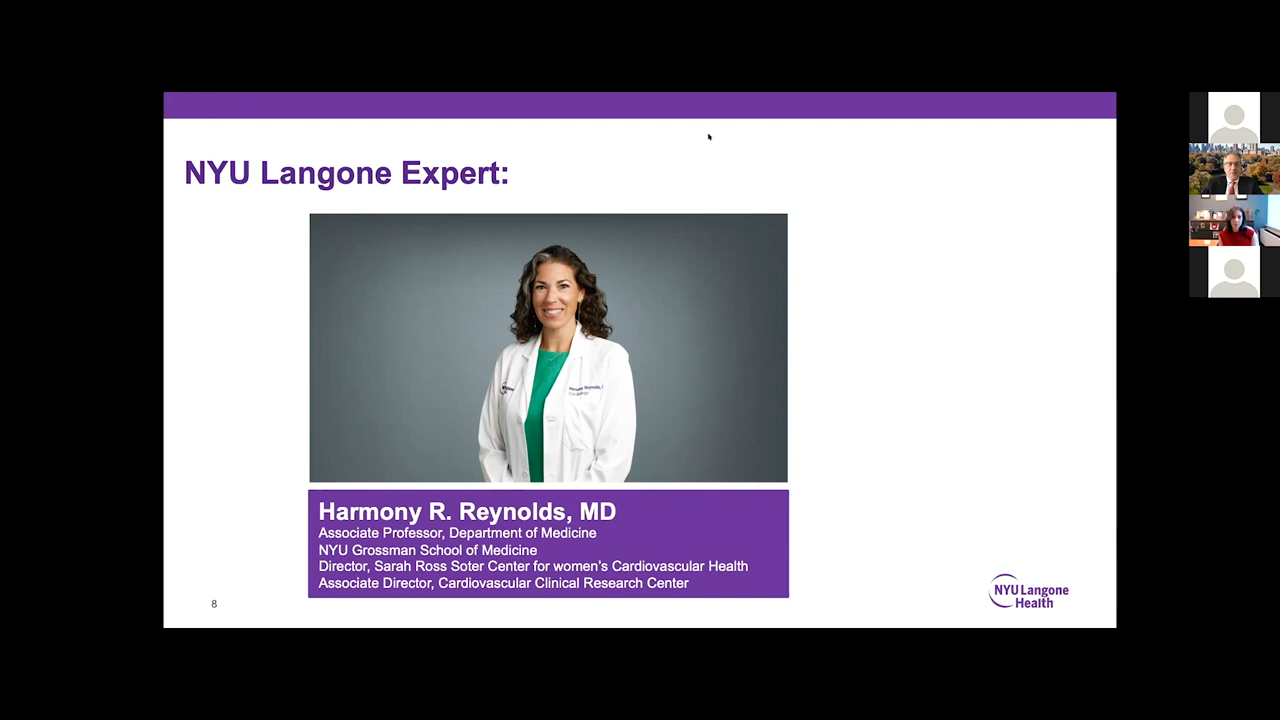 NYU Langone Expert:
Harmony R. Reynolds, MD
Associate Professor, Department of Medicine
NYU Grossman School of Medicine
Director, Sarah Ross Soter Center for women's Cardiovascular Health
Associate Director, Cardiovascular Clinical Research Center
8
NYU Langone
Health